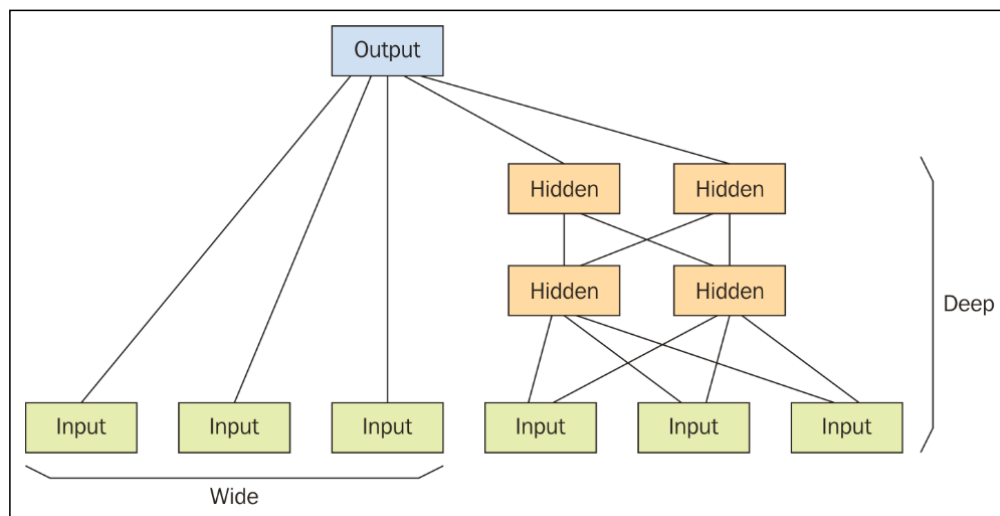 Output
Hidden Hidden
Hidden Hidden
Deep
Input Input Input Input Input Input
Wide